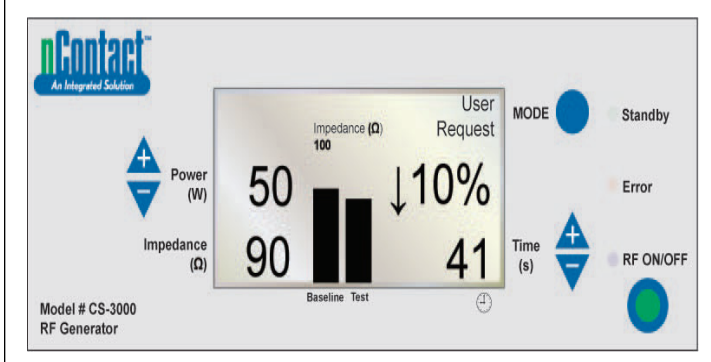 nContact™
An Integrated Solution
User
Request
Impedance (Ω)
100
MODE
Standby
+
−
Power
(W)
50
↓10%
Error
Impedance
(Ω)
90
41
Time
(s)
+
−
RF ON/OFF
Baseline Test
Model # CS-3000
RF Generator